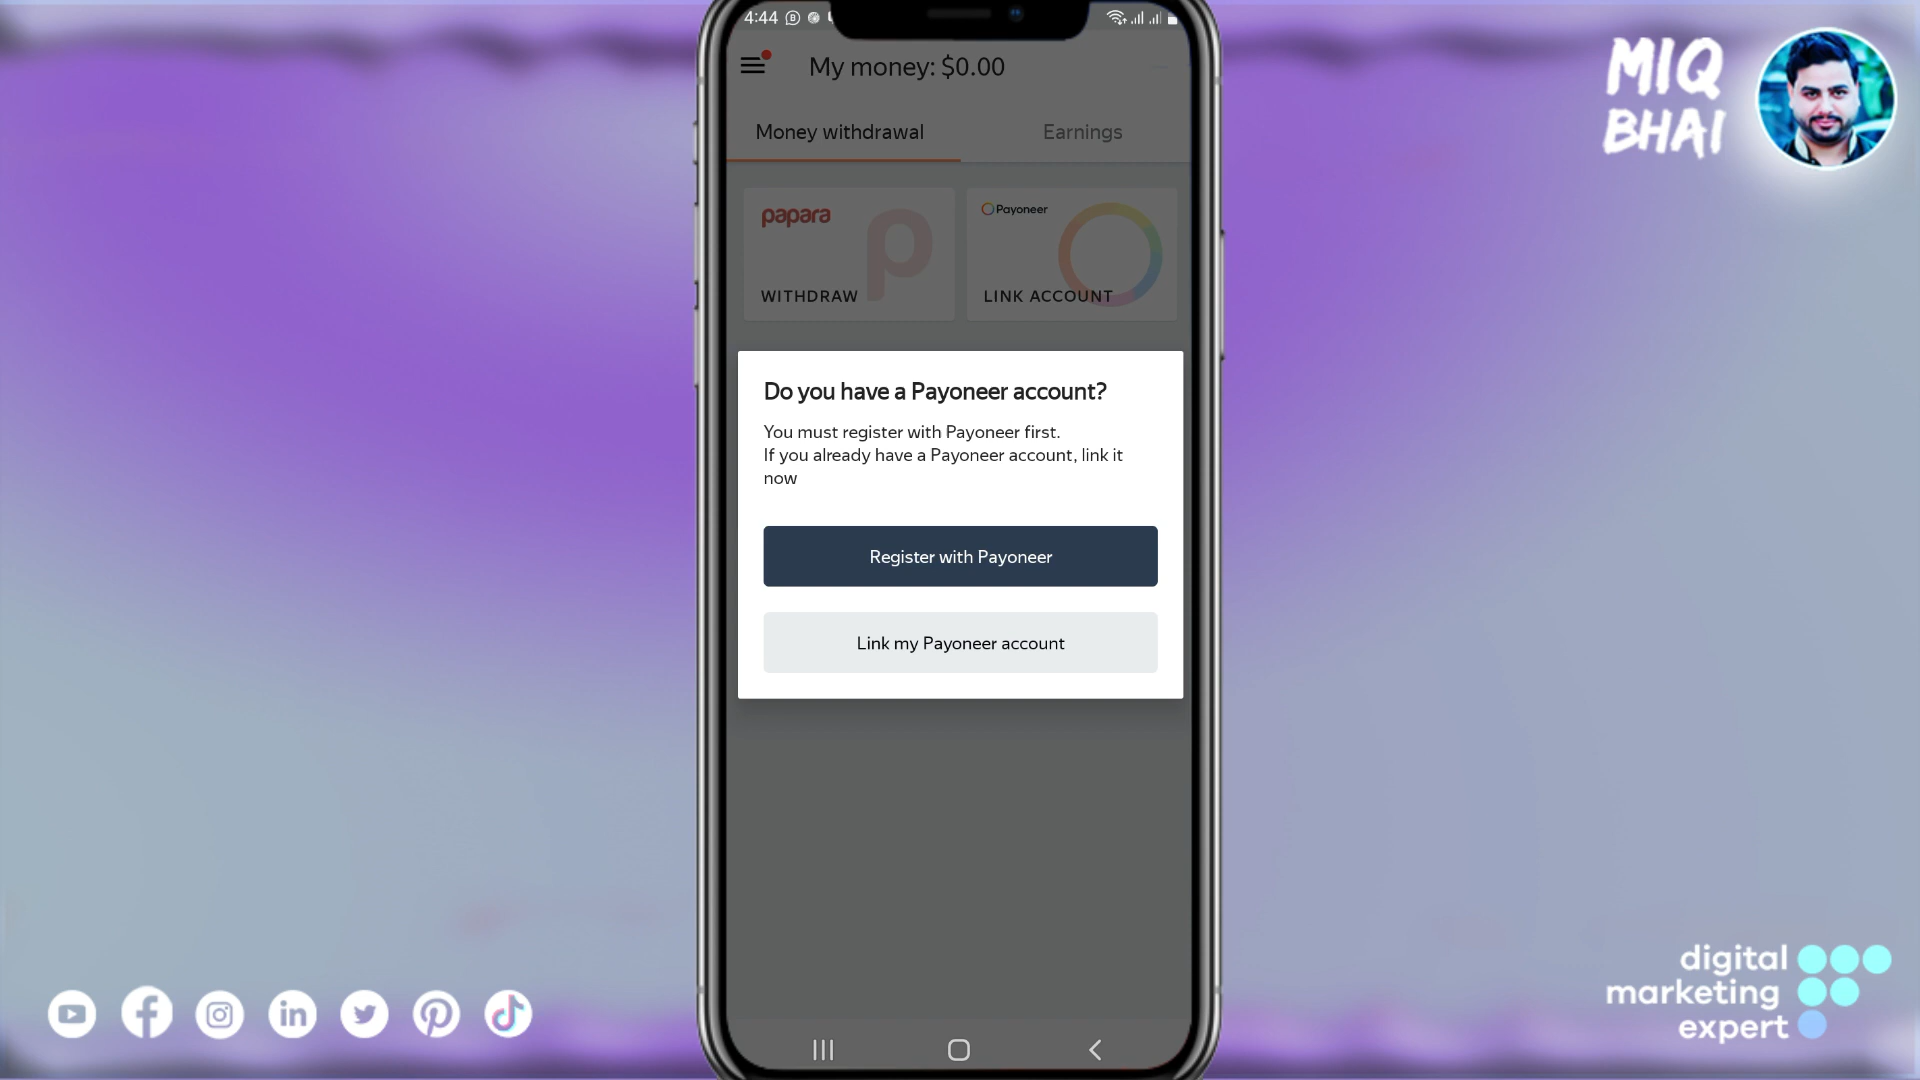 4:44
MIQ
BHAI
My money: $0.00
Money withdrawal
Earnings
papara
Payoneer
WITHDRAW
LINK ACCOUNT
Do you have a Payoneer account?
You must register with Payoneer first.
If you already have a Payoneer account, link it
now
Register with Payoneer
Link my Payoneer account
digital
marketing
expert